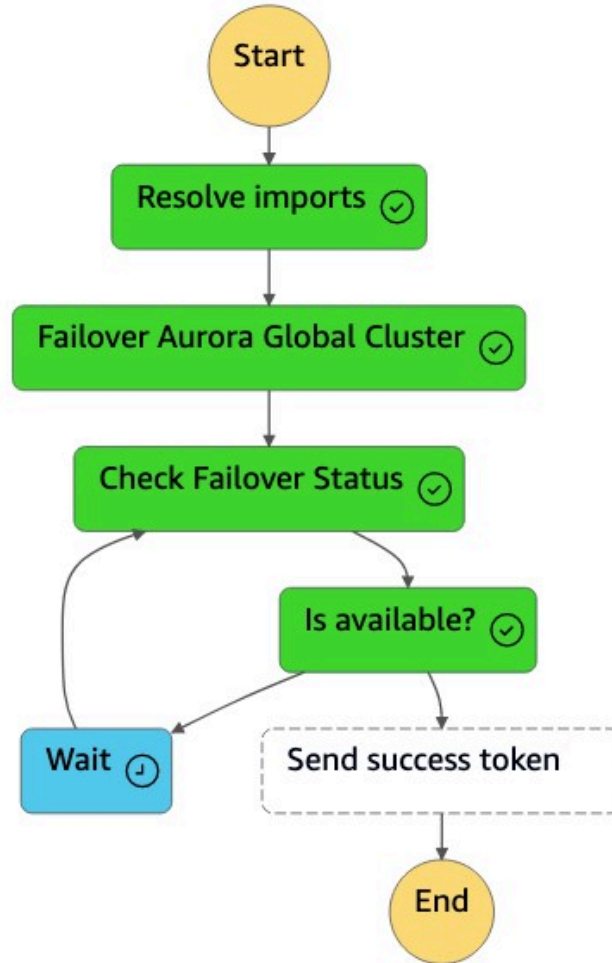 Start
Resolve imports
Failover Aurora Global Cluster
Check Failover Status
Is available?
Wait
Send success token
End